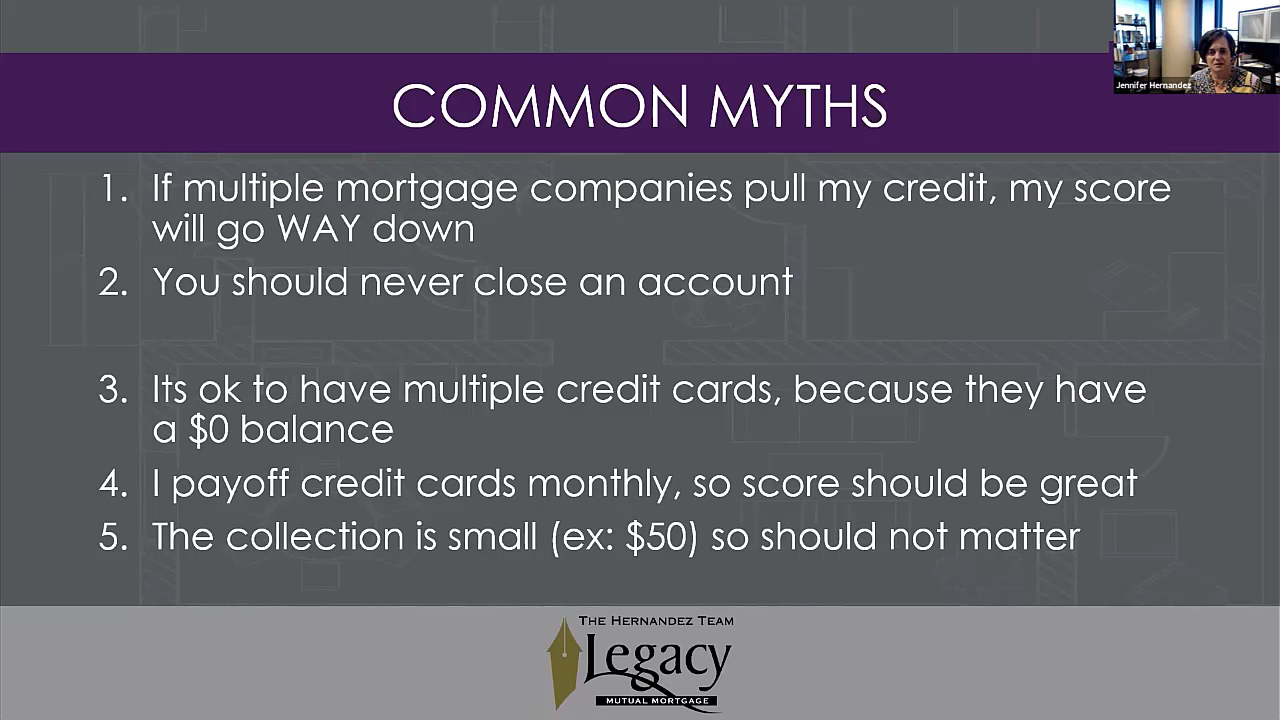 Jennifer Hernandez
COMMON MYTHS
1. If multiple mortgage companies pull my credit, my score
will go WAY down
2. You should never close an account
3. Its ok to have multiple credit cards, because they have
a $0 balance
4. I payoff credit cards monthly, so score should be great
5. The collection is small (ex: $50) so should not matter
THE HERNANDEZ TEAM
Legacy
MUTUAL MORTGAGE